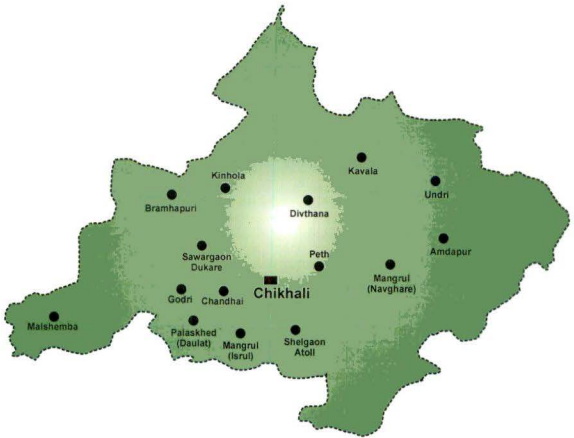 Kavala
Kinhola
Undri
Bramhapuri
Divthana
Sawargaon
Dukare
Amdapur
Peth
Mangrul
(Navghare)
Chikhali
Godri
Chandhai
Malshemba
Palaskhed
(Daulat)
Mangrul
(Isrul)
Shelgaon
Atoll